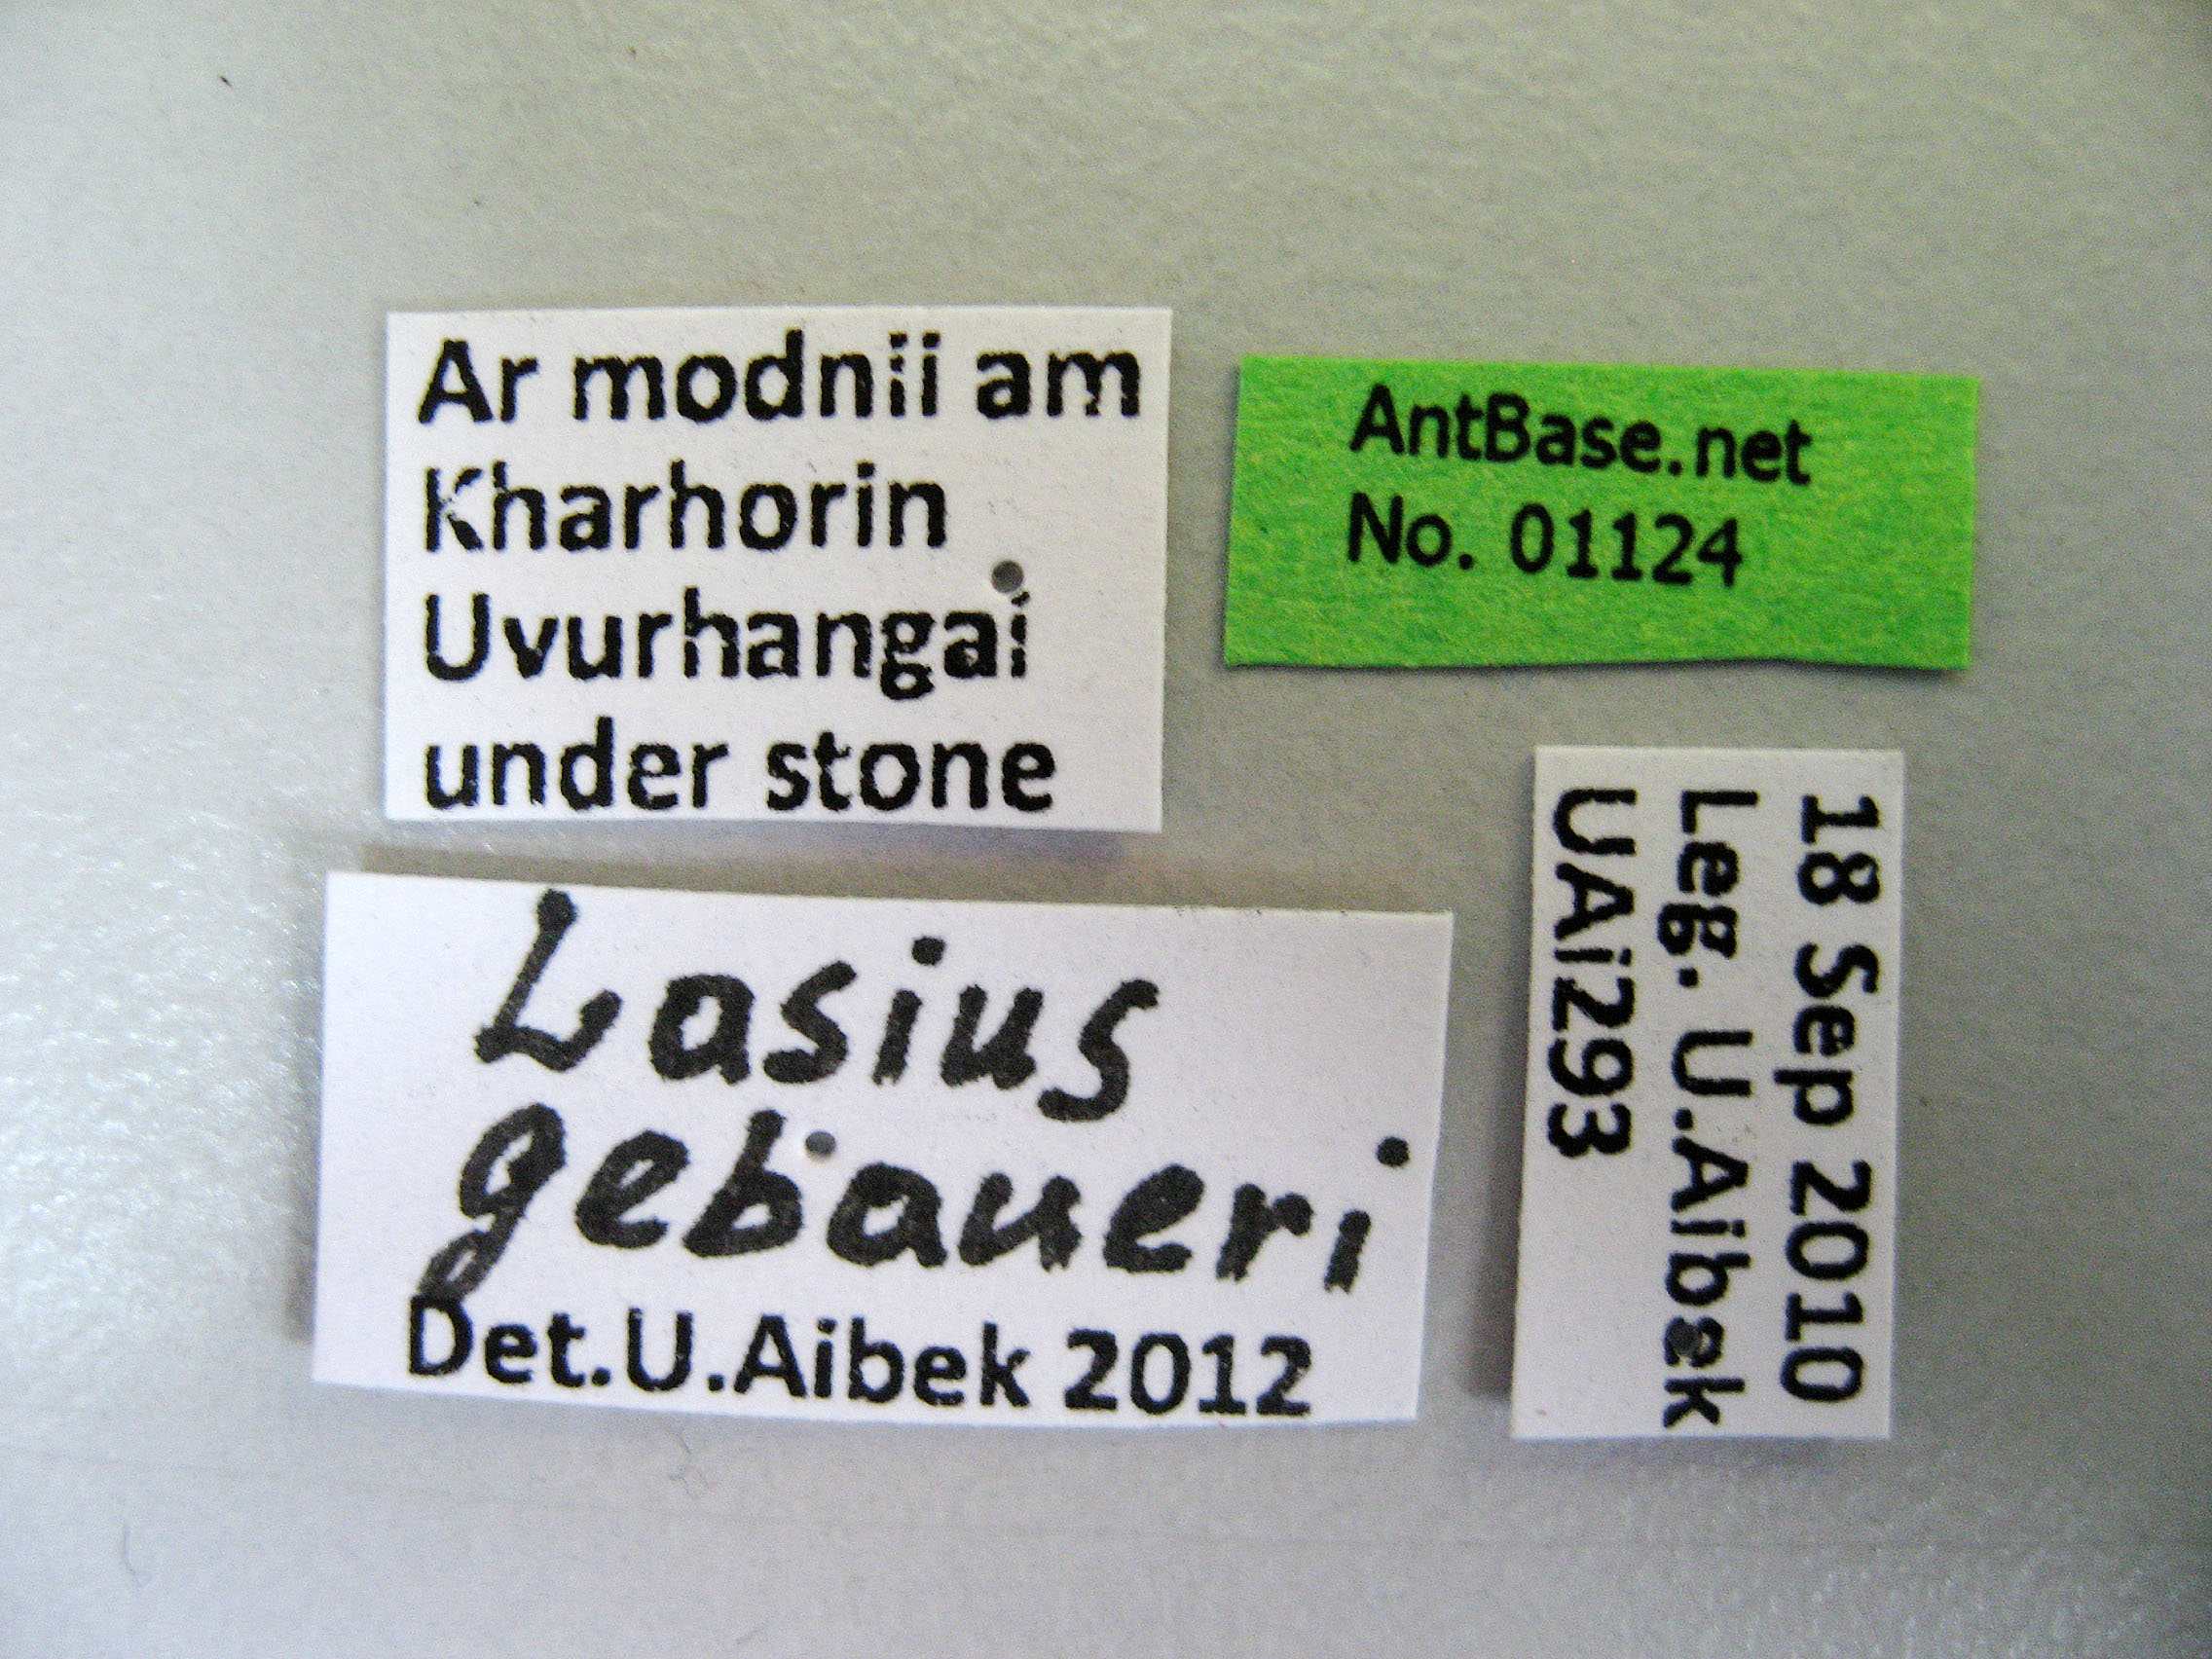 Ar modnii am
Kharhorin
Uvurhangai
under stone
AntBase.net
No. 01124
18 Sep 2010
Leg. U.Aibek
UAi293
Lasius
gebaueri
Det.U.Aibek 2012